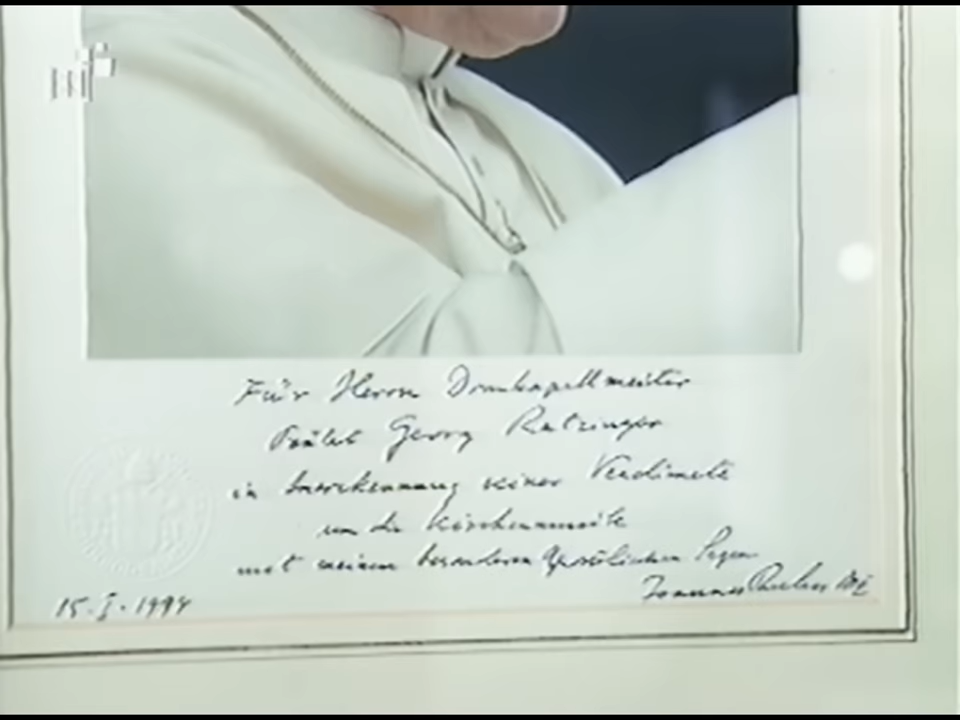 Für Herrn Domkapellmeister
Prälat Georg Ratzinger
in Anerkennung seiner Verdienste
um die Kirchenmusik
mit meinem besonderen Apostolischen Segen
Joannes Paulus
15.I.1994